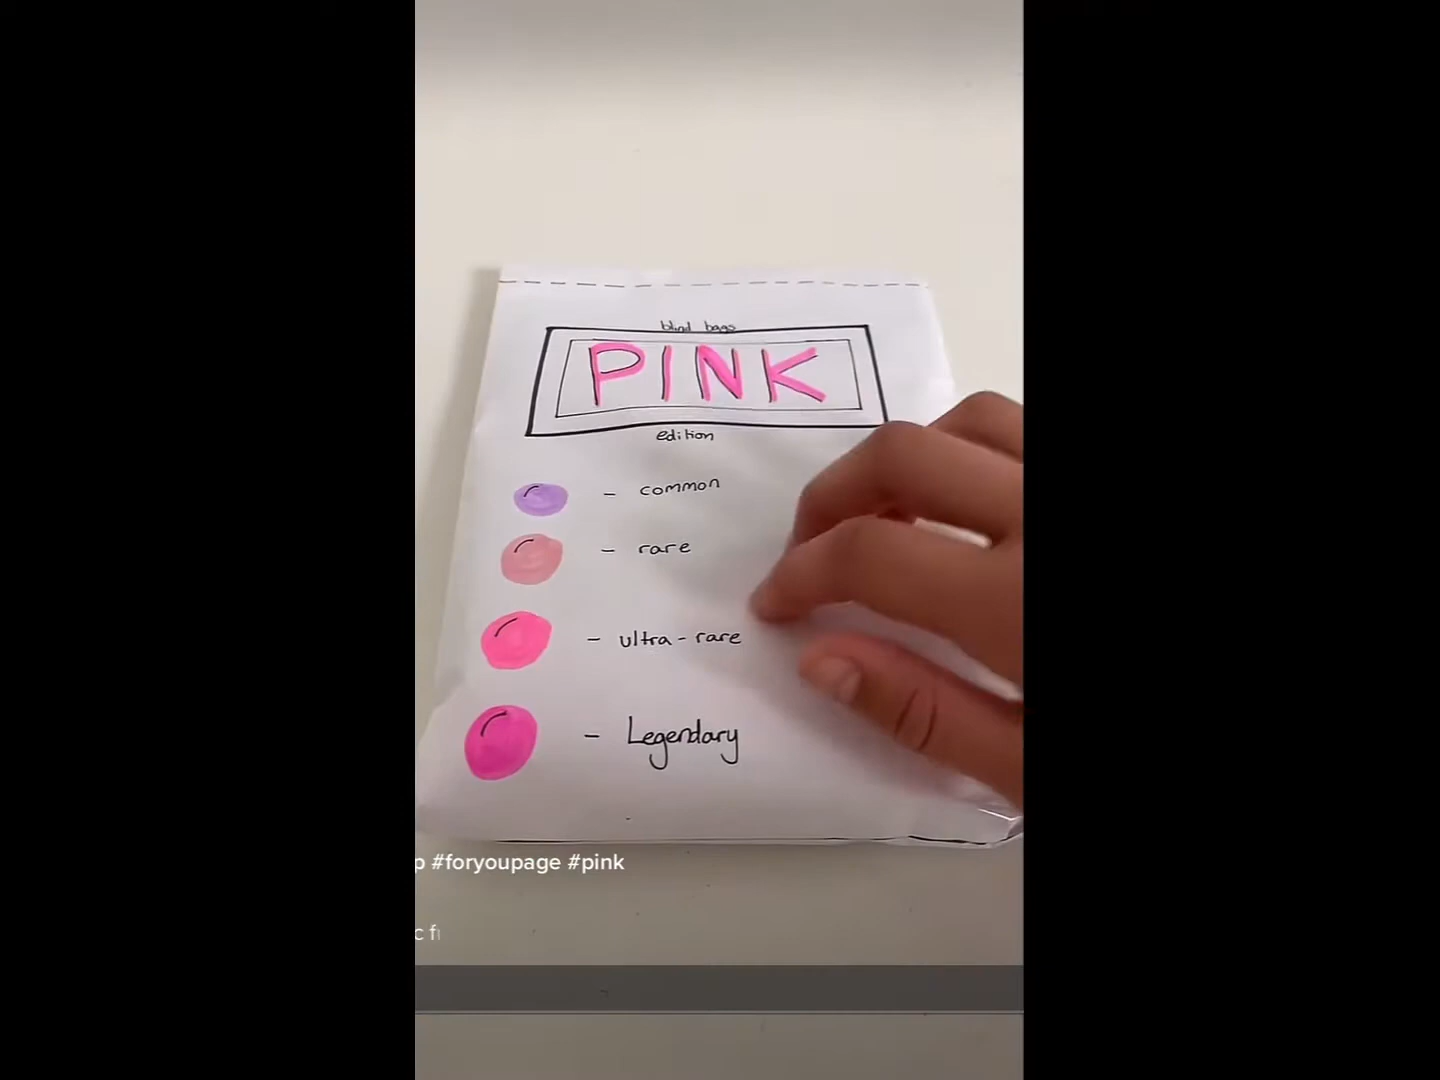 blind bags
PINK
edition
- common
- rare
- ultra-rare
- Legendary
#foryoupage #pink